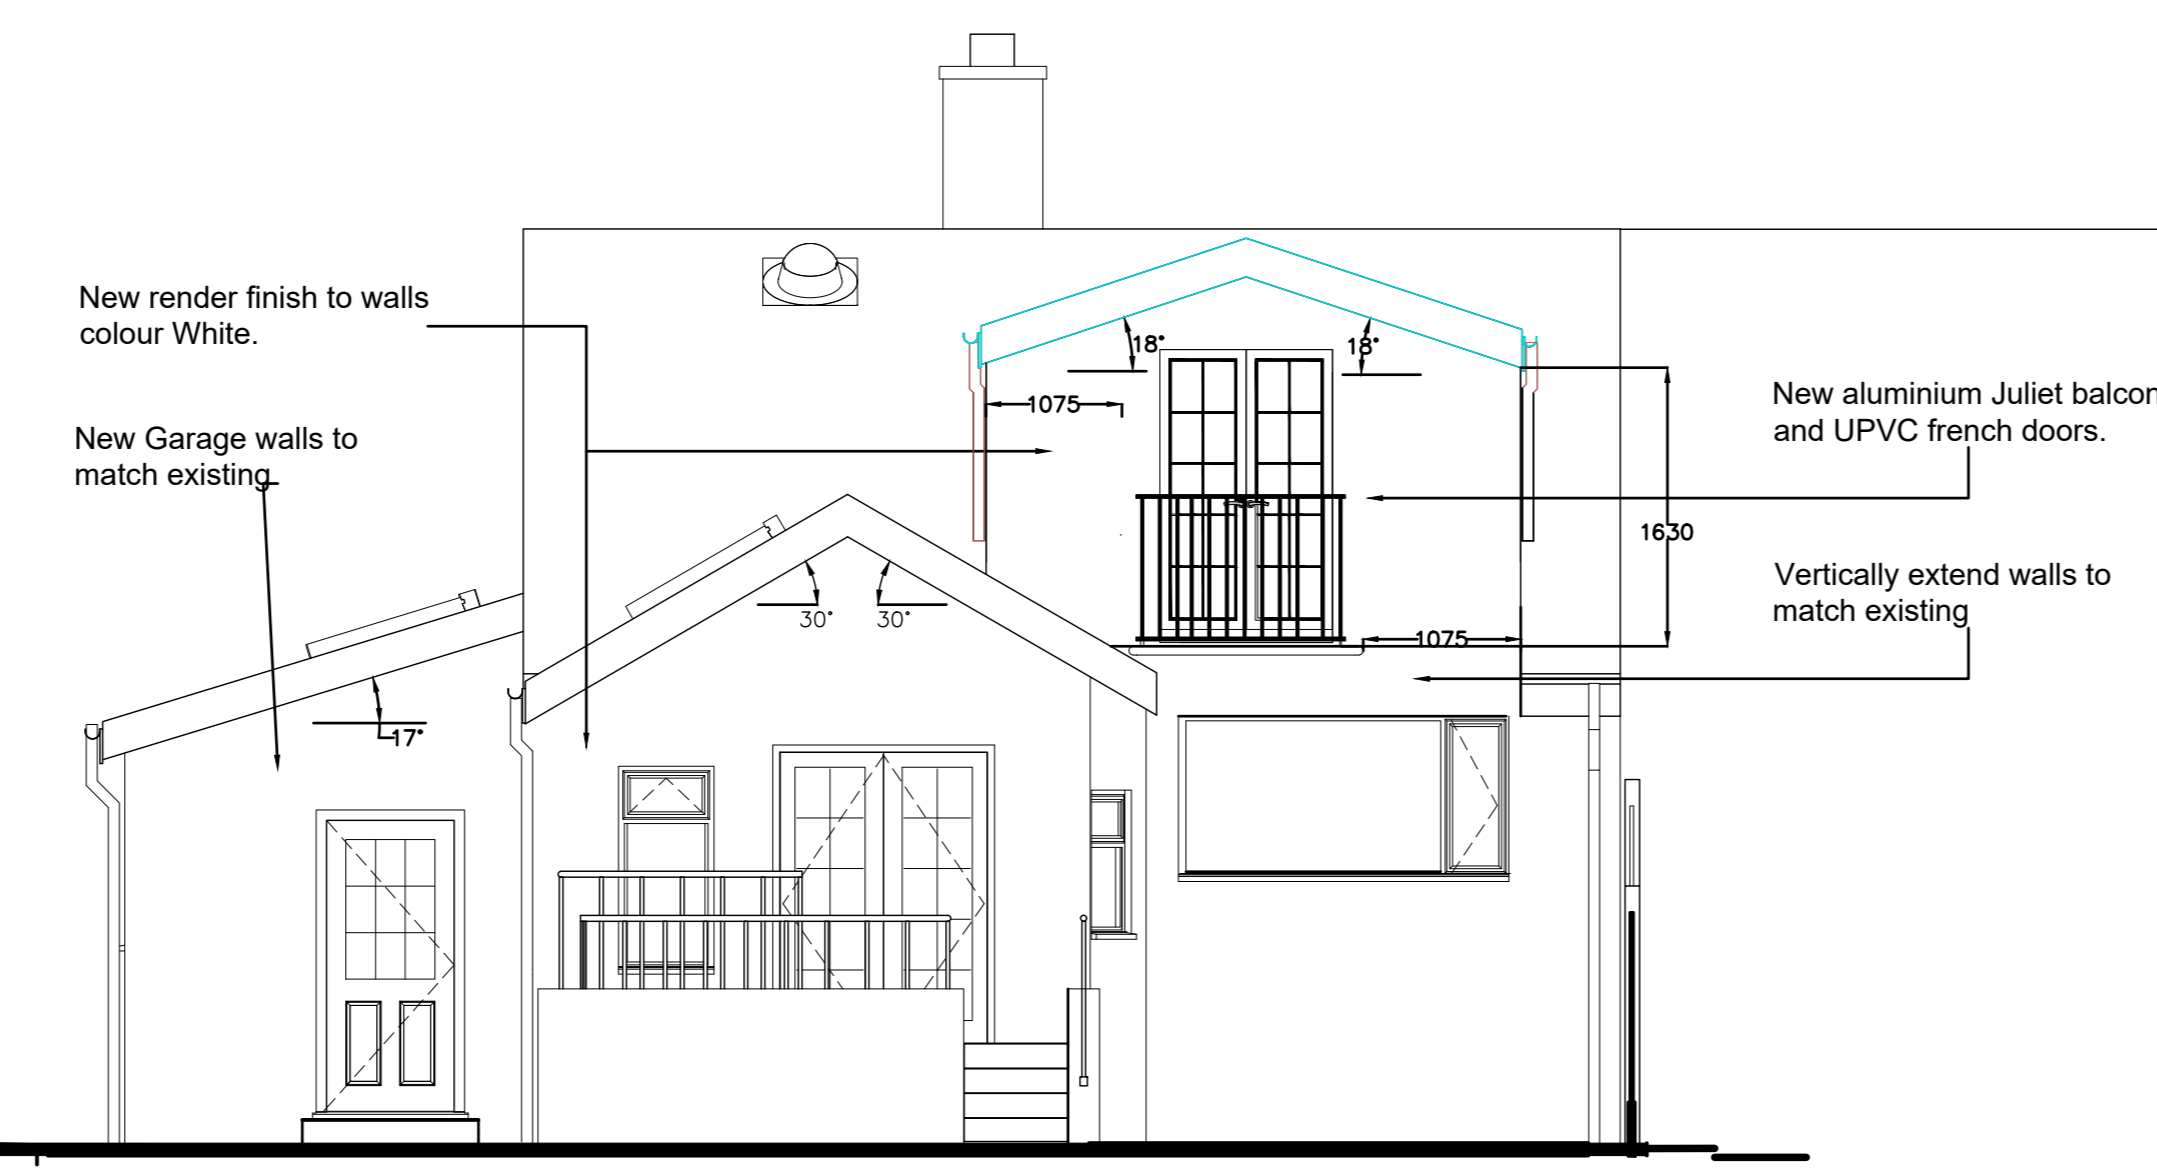 New render finish to walls
colour White.
New Garage walls to
match existing
18°
18°
1075
New aluminium Juliet balcon
and UPVC french doors.
1630
Vertically extend walls to
match existing
30°
30°
1075
17°